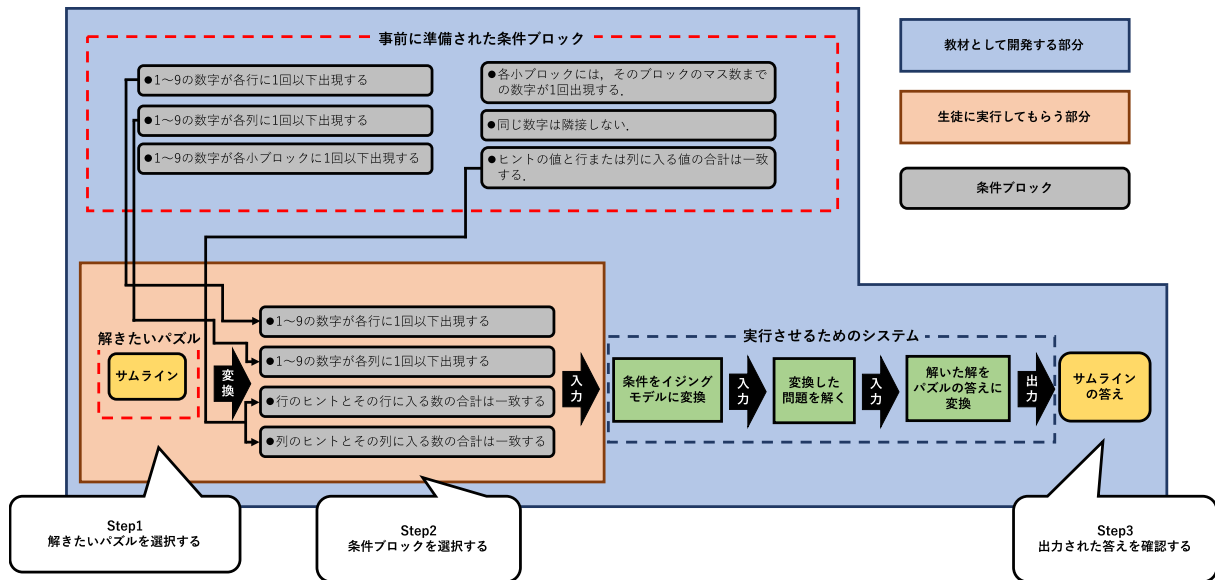 事前に準備された条件ブロック
●1～9の数字が各行に1回以下出現する
●1～9の数字が各列に1回以下出現する
●1～9の数字が各小ブロックに1回以下出現する
●各小ブロックには，そのブロックのマス数まで
の数字が1回出現する．
●同じ数字は隣接しない．
●ヒントの値と行または列に入る値の合計は一致
する．
教材として開発する部分
生徒に実行してもらう部分
条件ブロック
解きたいパズル
サムライン
変換
●1～9の数字が各行に1回以下出現する
●1～9の数字が各列に1回以下出現する
●行のヒントとその行に入る数の合計は一致する
●列のヒントとその列に入る数の合計は一致する
入力
実行させるためのシステム
条件をイジング
モデルに変換
入力
変換した
問題を解く
入力
解いた解を
パズルの答えに
変換
出力
サムライン
の答え
Step1
解きたいパズルを選択する
Step2
条件ブロックを選択する
Step3
出力された答えを確認する